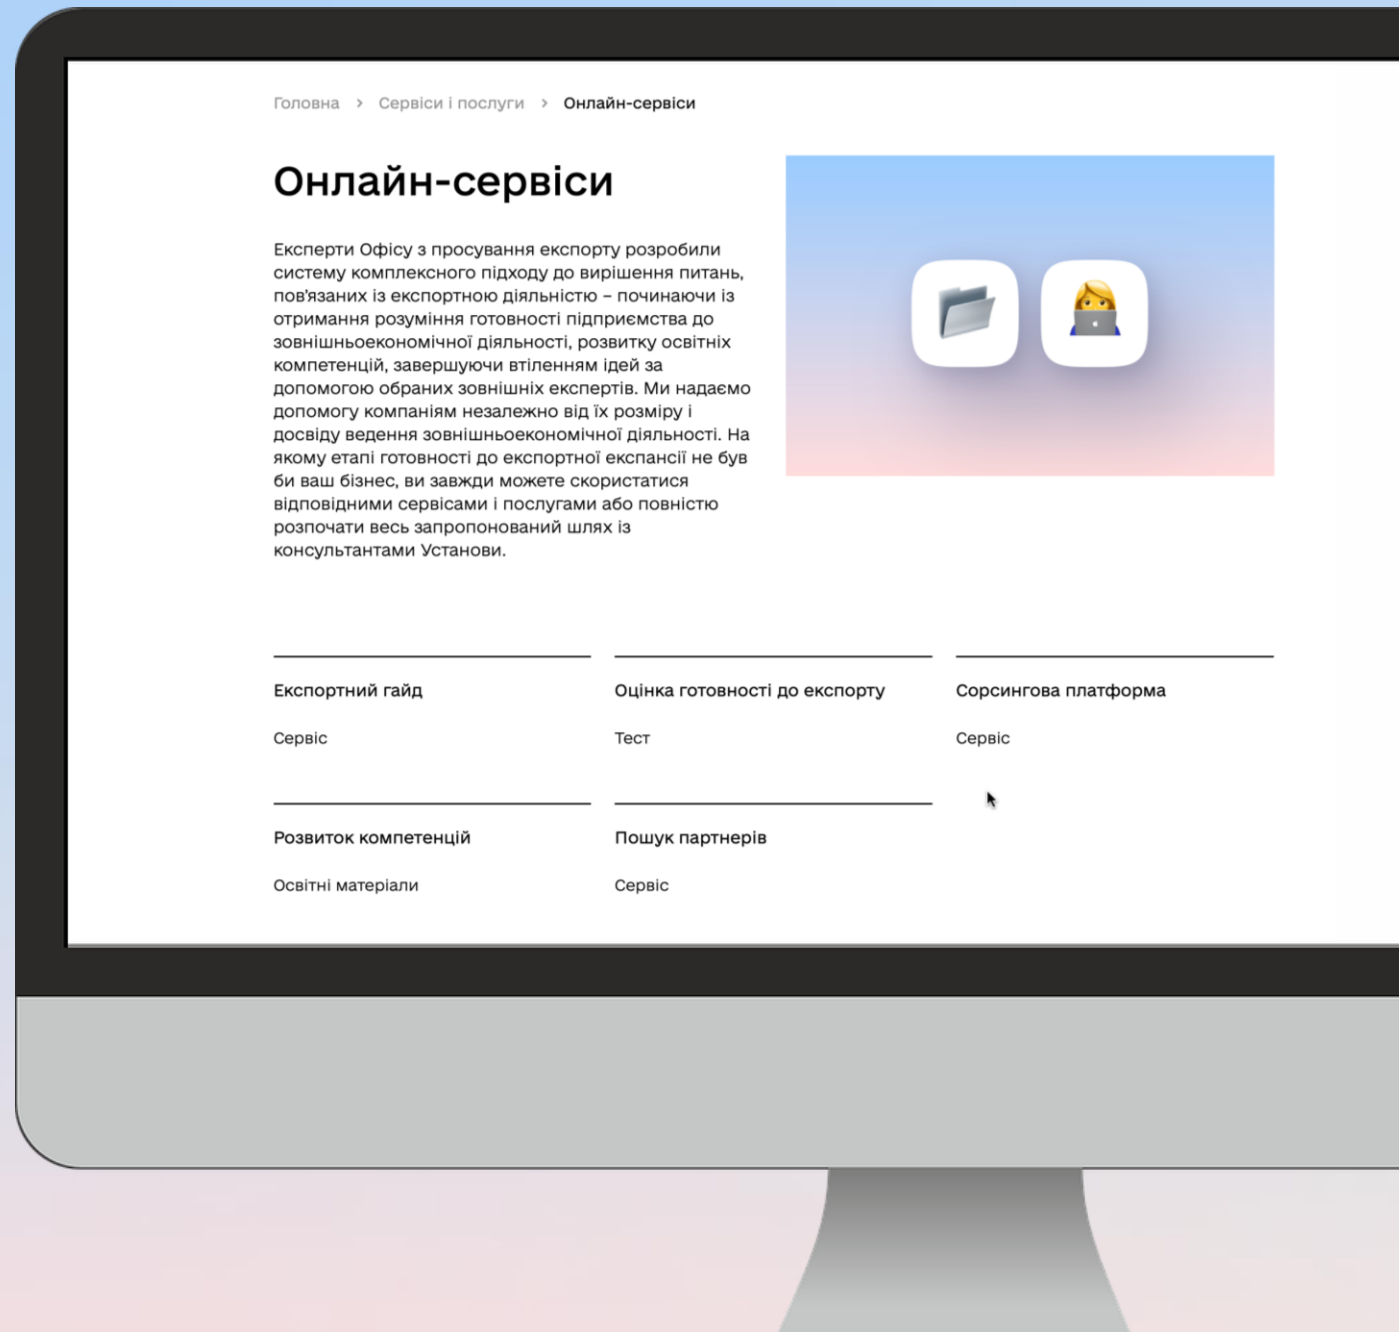 Головна > Сервіси і послуги > Онлайн-сервіси
Онлайн-сервіси
Експерти Офісу з просування експорту розробили
систему комплексного підходу до вирішення питань,
пов'язаних із експортною діяльністю – починаючи із
отримання розуміння готовності підприємства до
зовнішньоекономічної діяльності, розвитку освітніх
компетенцій, завершуючи втіленням ідей за
допомогою обраних зовнішніх експертів. Ми надаємо
допомогу компаніям незалежно від їх розміру і
досвіду ведення зовнішньоекономічної діяльності. На
якому етапі готовності до експортної експансії не був
би ваш бізнес, ви завжди можете скористатися
відповідними сервісами і послугами або повністю
розпочати весь запропонований шлях із
консультантами Установи.
Експортний гайд
Сервіс
Оцінка готовності до експорту
Тест
Сорсингова платформа
Сервіс
Розвиток компетенцій
Освітні матеріали
Пошук партнерів
Сервіс